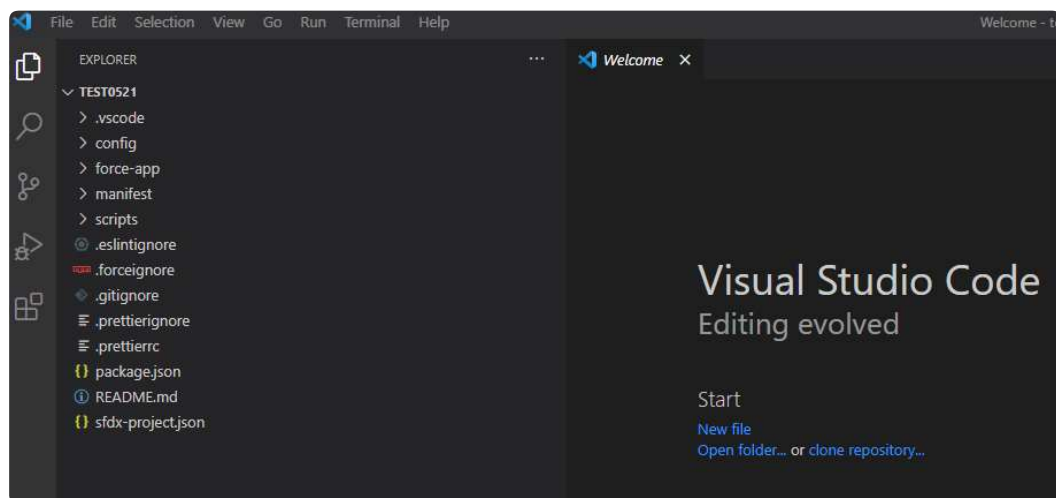 File Edit Selection View Go Run Terminal Help
Welcome - t
EXPLORER ...
Welcome
TEST0521
.vscode
config
force-app
manifest
scripts
.eslintignore
.forceignore
.gitignore
.prettierignore
.prettierrc
{} package.json
README.md
{} sfdx-project.json
Visual Studio Code
Editing evolved
Start
New file
Open folder... or clone repository...